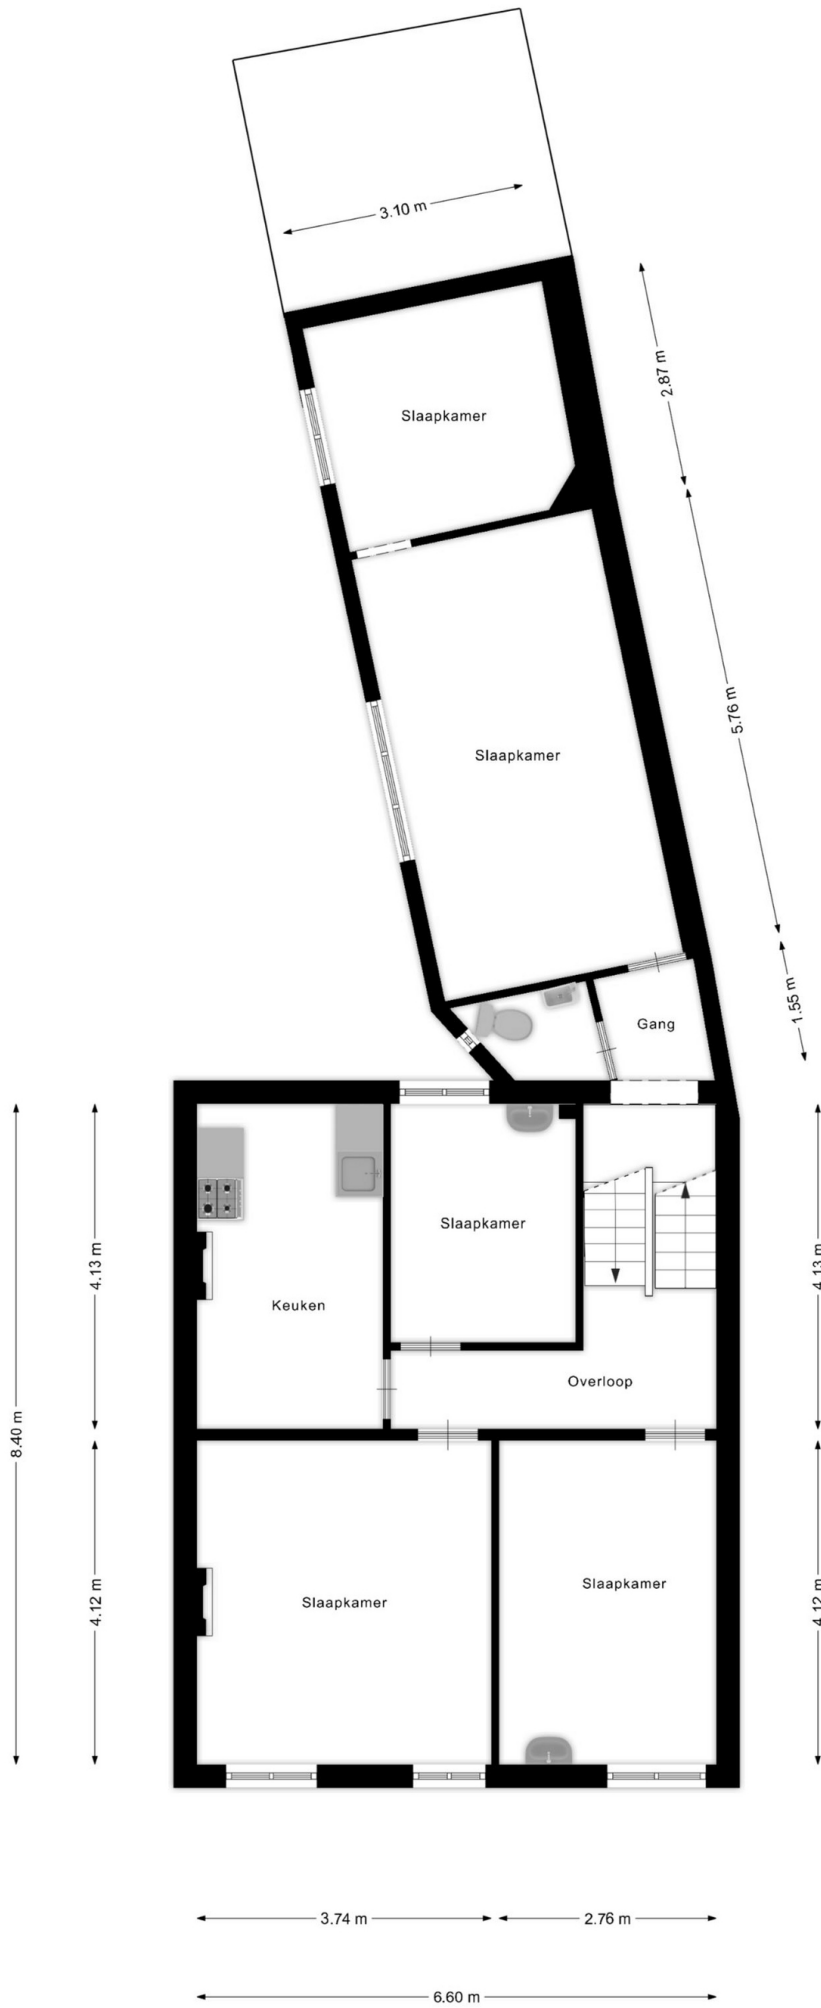 3.10 m
2.87 m
Slaapkamer
5.76 m
Slaapkamer
1.55 m
Gang
Slaapkamer
4.13 m
4.13 m
Keuken
Overloop
8.40 m
Slaapkamer
Slaapkamer
4.12 m
4.12 m
3.74 m
2.76 m
6.60 m